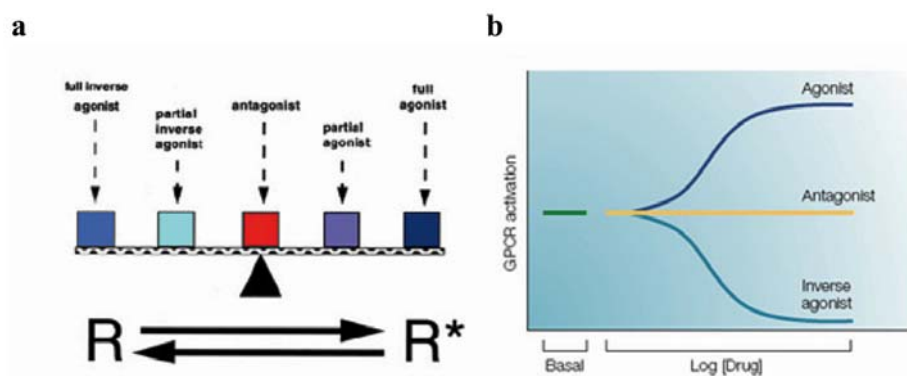 a
full inverse
agonist
partial
inverse
agonist
antagonist
partial
agonist
full
agonist
R
R*
b
GPCR activation
Agonist
Antagonist
Inverse
agonist
Basal
Log [Drug]